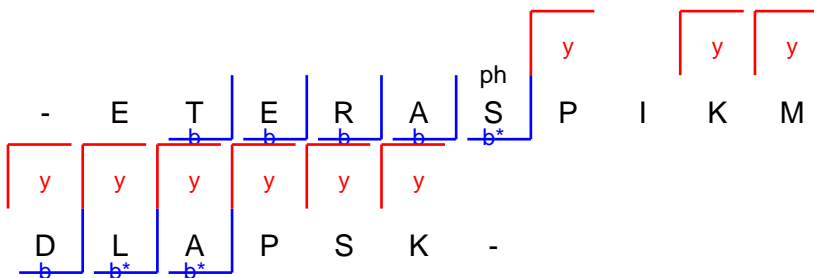 y y y
ph
- E T E R A S P I K M
b b b b b*
y y y y y y
D L A P S K -
b b* b*